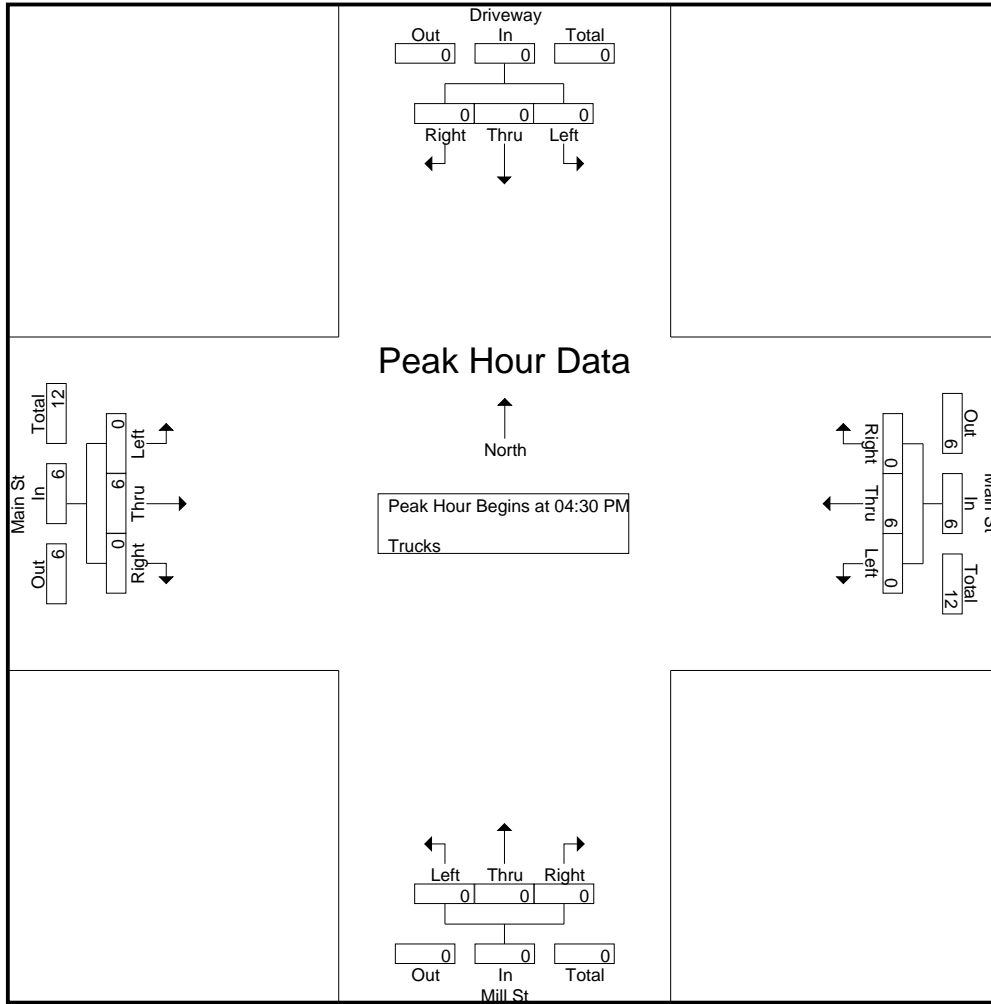 Driveway
Out In Total
0 0 0
0 0 0
Right Thru Left
Peak Hour Data
North
Peak Hour Begins at 04:30 PM
Trucks
Main St
Total In Out
12 6 6
0 6 0
Left Thru Right
Main St
Out In Total
6 6 12
0 6 0
Right Thru Left
Left Thru Right
0 0 0
0 0 0
Out In Total
Mill St